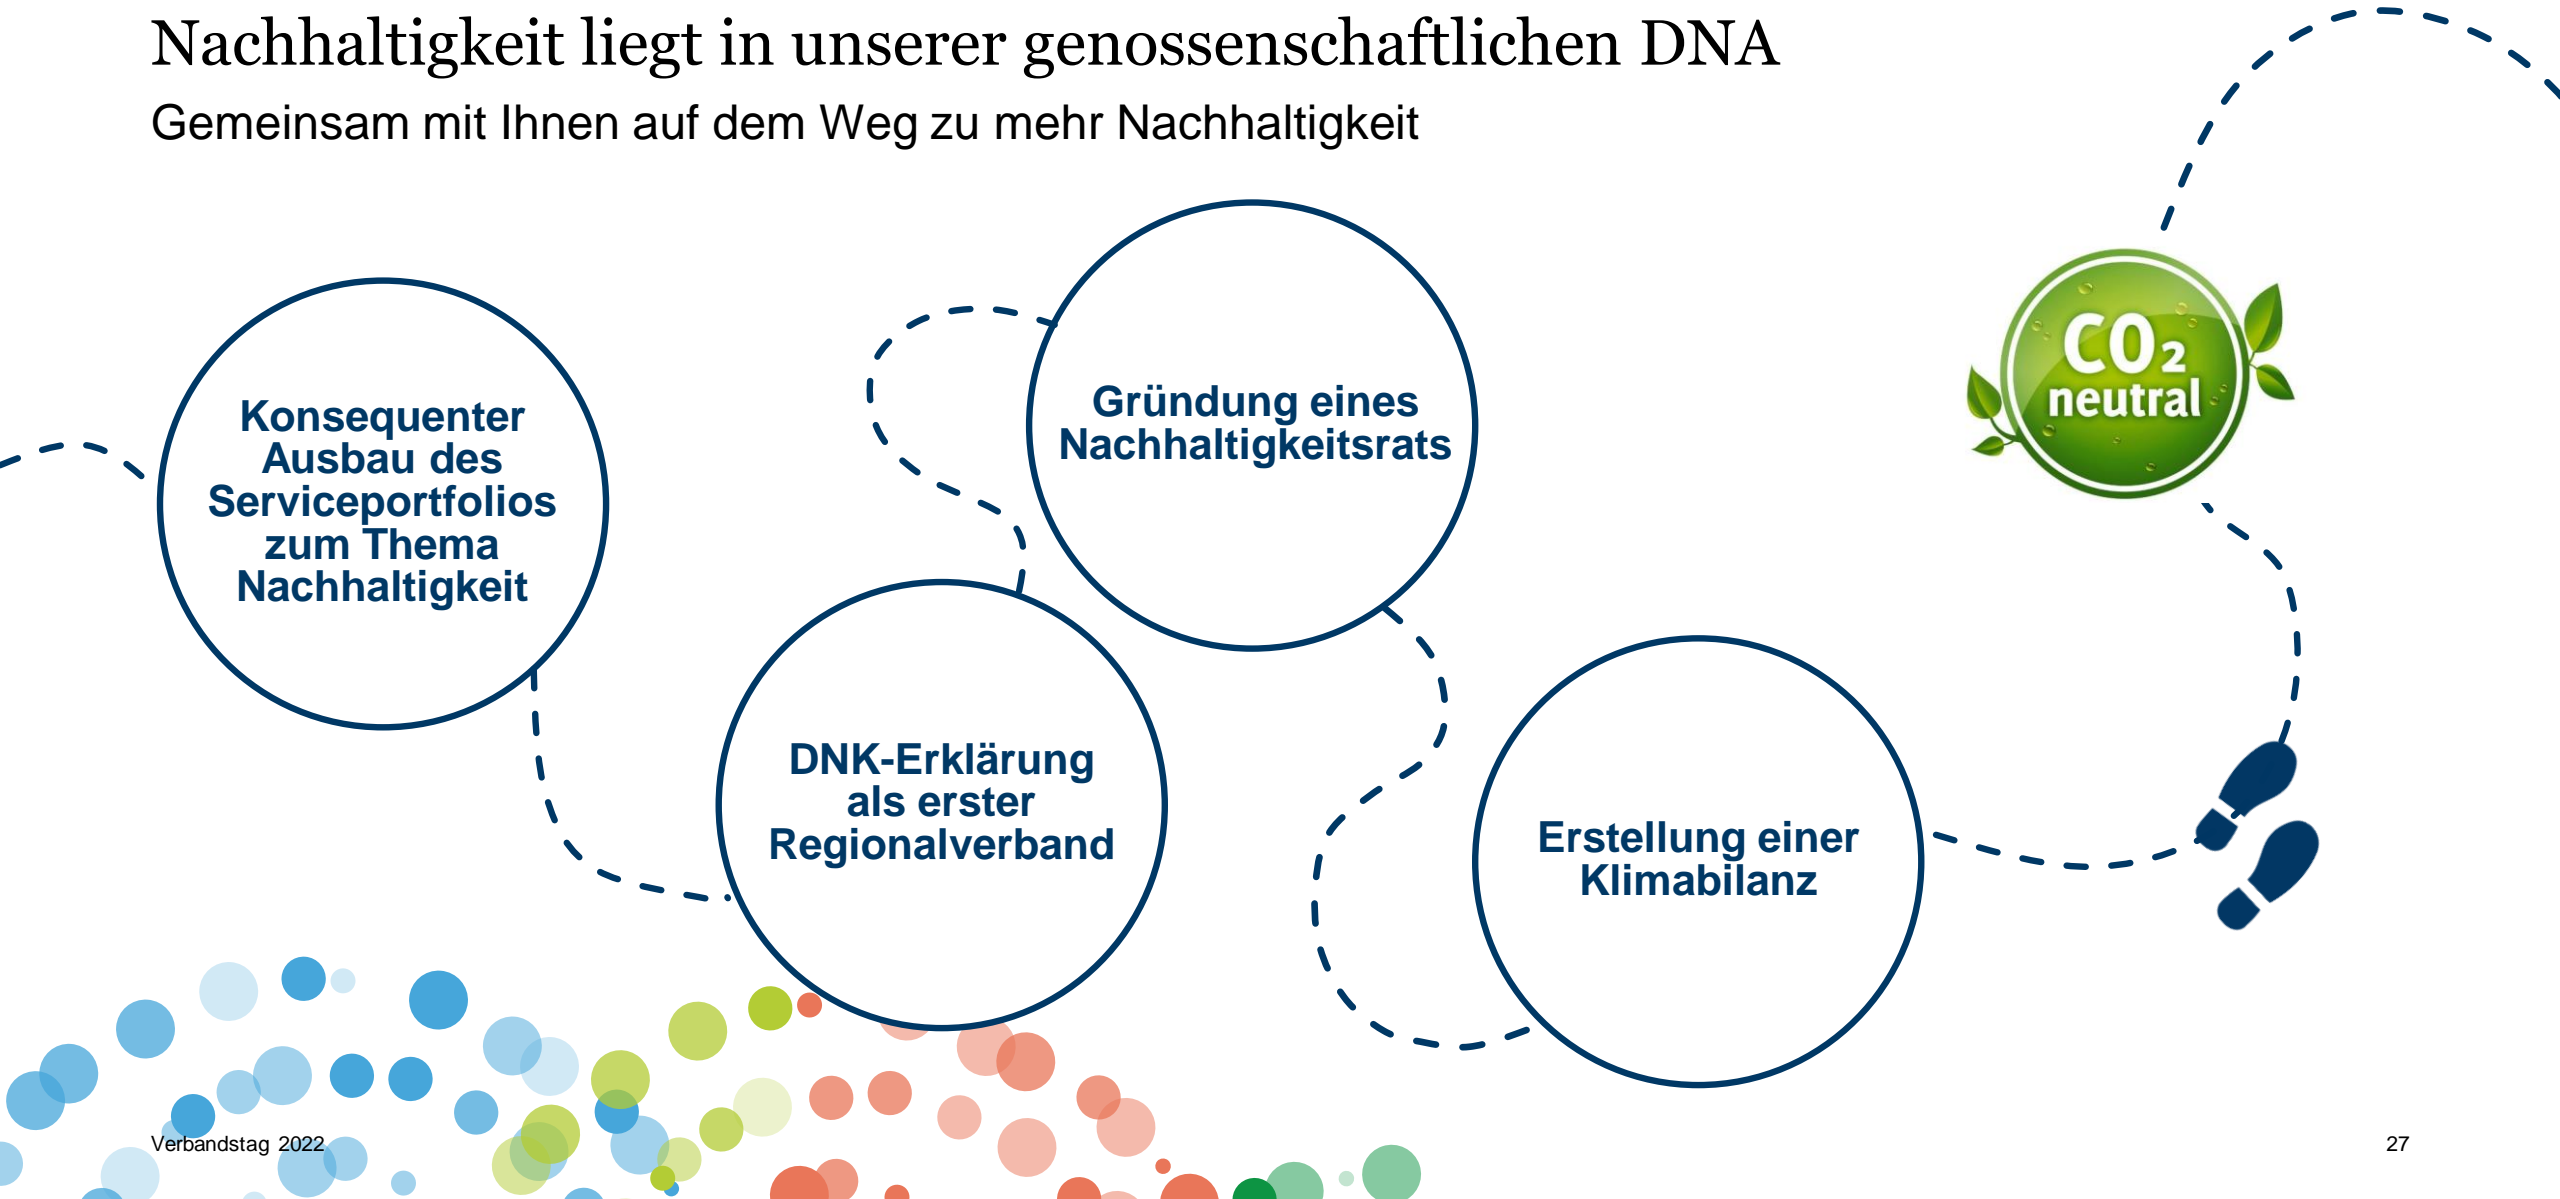 Nachhaltigkeit liegt in unserer genossenschaftlichen DNA
Gemeinsam mit Ihnen auf dem Weg zu mehr Nachhaltigkeit
Konsequenter
Ausbau des
Serviceportfolios
zum Thema
Nachhaltigkeit
DNK-Erklärung
als erster
Regionalverband
Gründung eines
Nachhaltigkeitsrats
Erstellung einer
Klimabilanz
CO₂
neutral
Verbandstag 2022
27